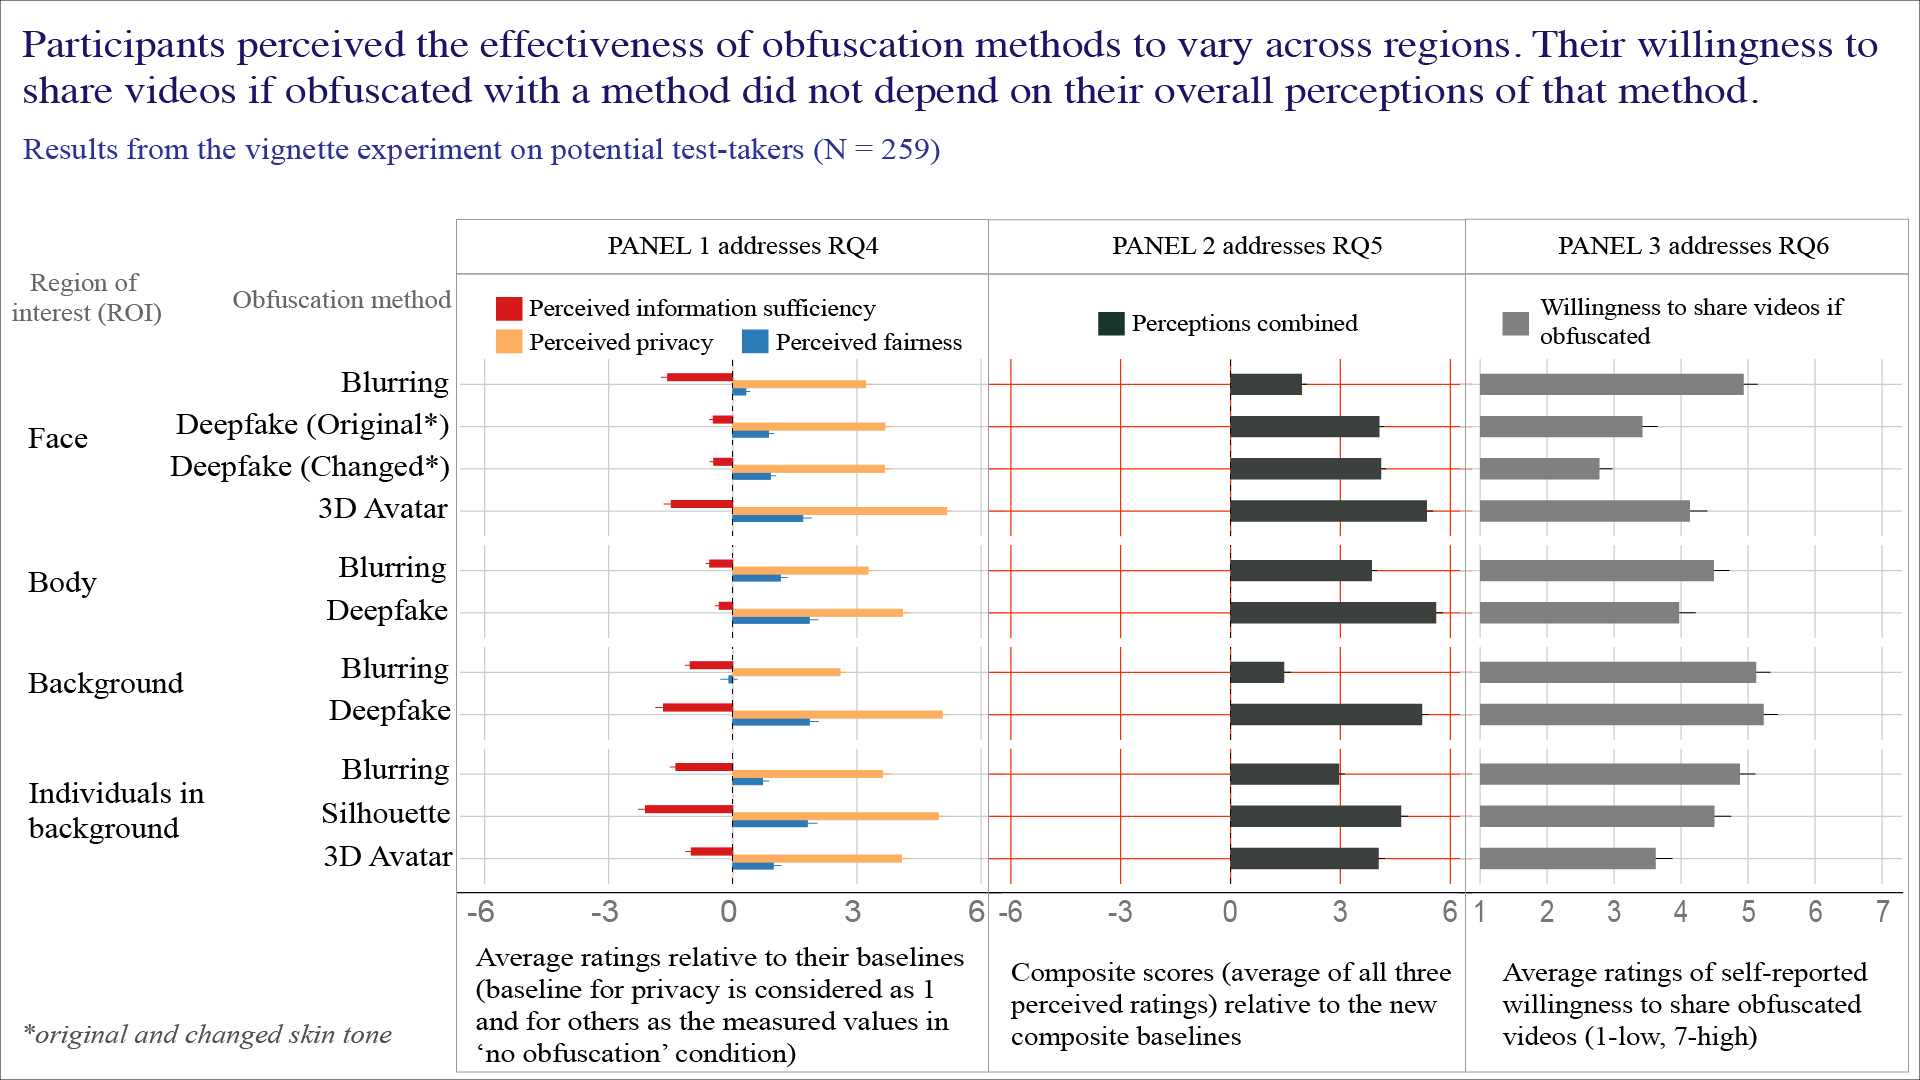 Participants perceived the effectiveness of obfuscation methods to vary across regions. Their willingness to
share videos if obfuscated with a method did not depend on their overall perceptions of that method.
Results from the vignette experiment on potential test-takers (N = 259)
PANEL 1 addresses RQ4
PANEL 2 addresses RQ5
PANEL 3 addresses RQ6
Region of
interest (ROI)
Obfuscation method
Perceived information sufficiency
Perceived privacy
Perceived fairness
Perceptions combined
Willingness to share videos if
obfuscated
Face
Blurring
Deepfake (Original*)
Deepfake (Changed*)
3D Avatar
Body
Blurring
Deepfake
Background
Blurring
Deepfake
Individuals in
background
Blurring
Silhouette
3D Avatar
-6 -3 0 3 6
-6 -3 0 3 6
1 2 3 4 5 6 7
Average ratings relative to their baselines
(baseline for privacy is considered as 1
and for others as the measured values in
‘no obfuscation’ condition)
Composite scores (average of all three
perceived ratings) relative to the new
composite baselines
Average ratings of self-reported
willingness to share obfuscated
videos (1-low, 7-high)
*original and changed skin tone